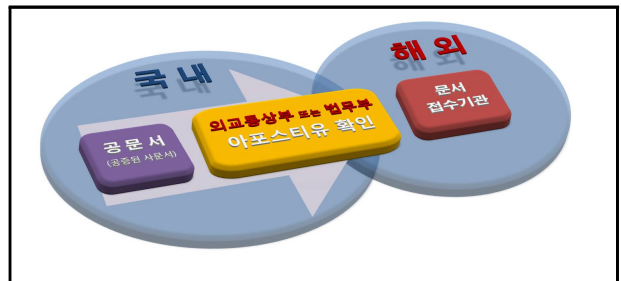 국 내
해 외
공 문 서
(공증된 사문서)
외교통상부 또는 법무부
아포스티유 확인
문서
접수기관